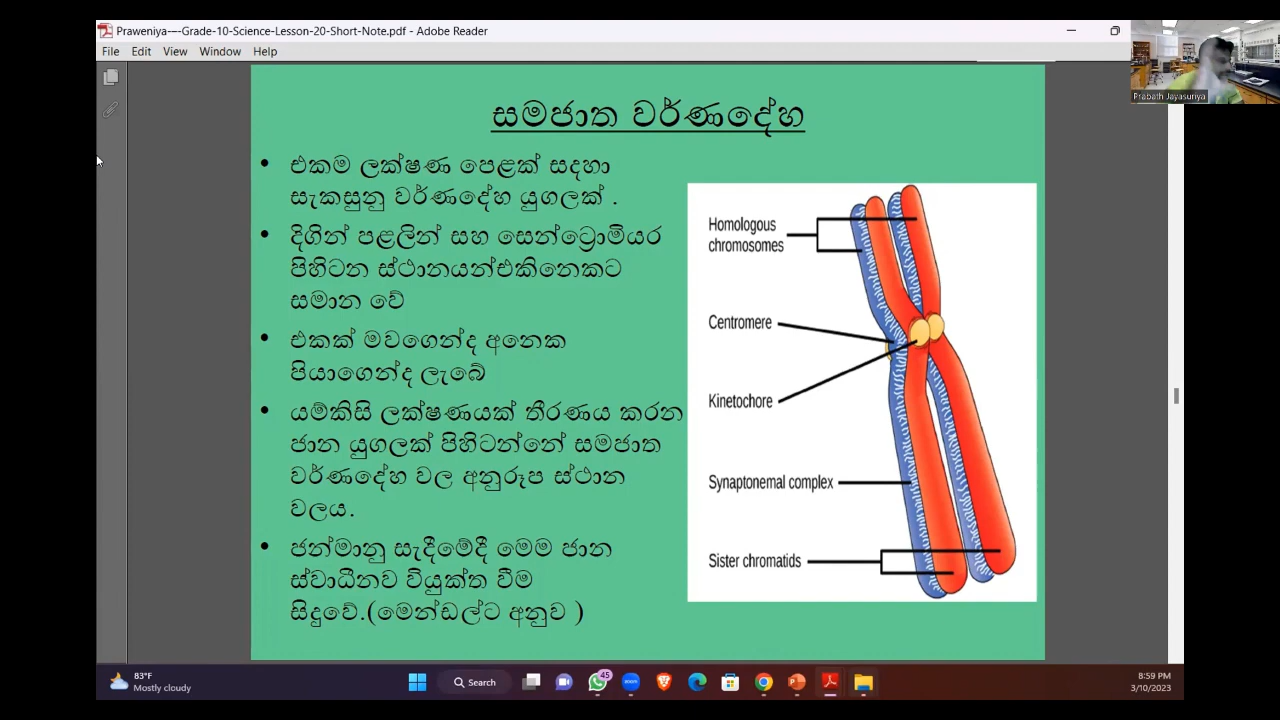 Praweniya-–-Grade-10-Science-Lesson-20-Short-Note.pdf - Adobe Reader
File Edit View Window Help
Prabath Jayasuriya
සමජාත වර්ණදේහ
• එකම ලක්ෂණ පෙළක් සදහා
සැකසුනු වර්ණදේහ යුගලක් .
• දිගින් පළලින් සහ සෙන්ට්‍රොමියර
පිහිටන ස්ථානයන්එකිනෙකට
සමාන වේ
• එකක් මවගෙන්ද අනෙක
පියාගෙන්ද ලැබේ
• යම්කිසි ලක්ෂණයක් තීරණය කරන
ජාන යුගලක් පිහිටන්නේ සමජාත
වර්ණදේහ වල අනුරූප ස්ථාන
වලය.
• ජන්මානු සැදීමේදී මෙම ජාන
ස්වාධීනව වියුක්ත වීම
සිදුවේ.(මෙන්ඩල්ට අනුව )
Homologous
chromosomes
Centromere
Kinetochore
Synaptonemal complex
Sister chromatids
83°F
Mostly cloudy
Search
45
zoom
8:59 PM
3/10/2023